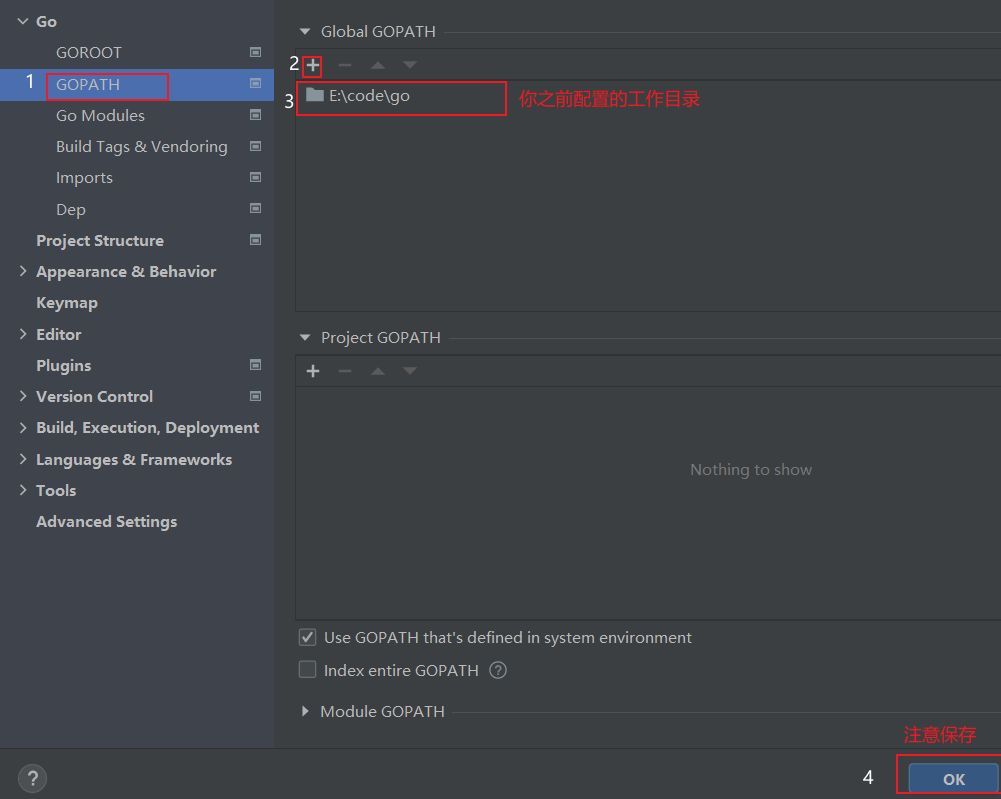 Go
GOROOT
1 GOPATH
Go Modules
Build Tags & Vendoring
Imports
Dep
Project Structure
Appearance & Behavior
Keymap
Editor
Plugins
Version Control
Build, Execution, Deployment
Languages & Frameworks
Tools
Advanced Settings
Global GOPATH
2
3 E:\code\go 你之前配置的工作目录
Project GOPATH
Nothing to show
Use GOPATH that's defined in system environment
Index entire GOPATH ?
Module GOPATH
注意保存
? 4 OK